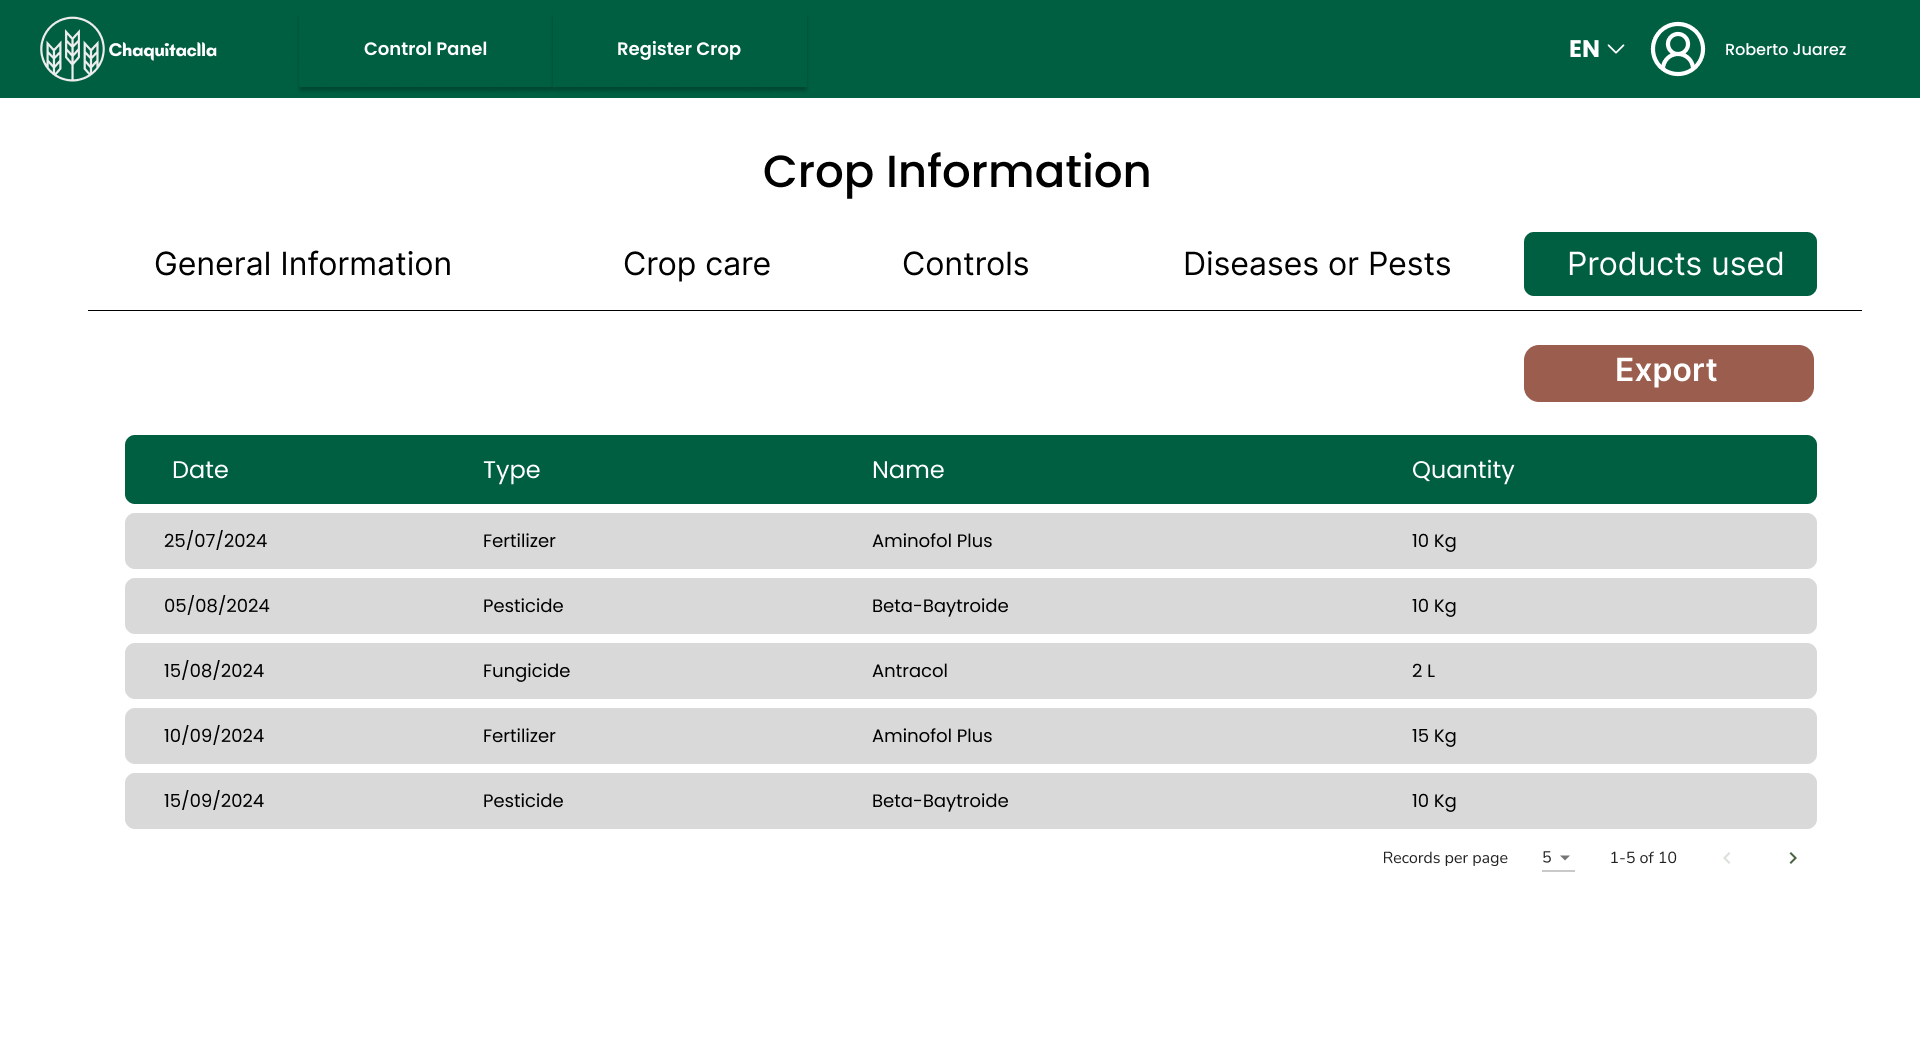 Chaquitaclla
Control Panel
Register Crop
EN
Roberto Juarez
Crop Information
General Information
Crop care
Controls
Diseases or Pests
Products used
Export
Date Type Name Quantity
25/07/2024 Fertilizer Aminofol Plus 10 Kg
05/08/2024 Pesticide Beta-Baytroide 10 Kg
15/08/2024 Fungicide Antracol 2 L
10/09/2024 Fertilizer Aminofol Plus 15 Kg
15/09/2024 Pesticide Beta-Baytroide 10 Kg
Records per page 5 1-5 of 10